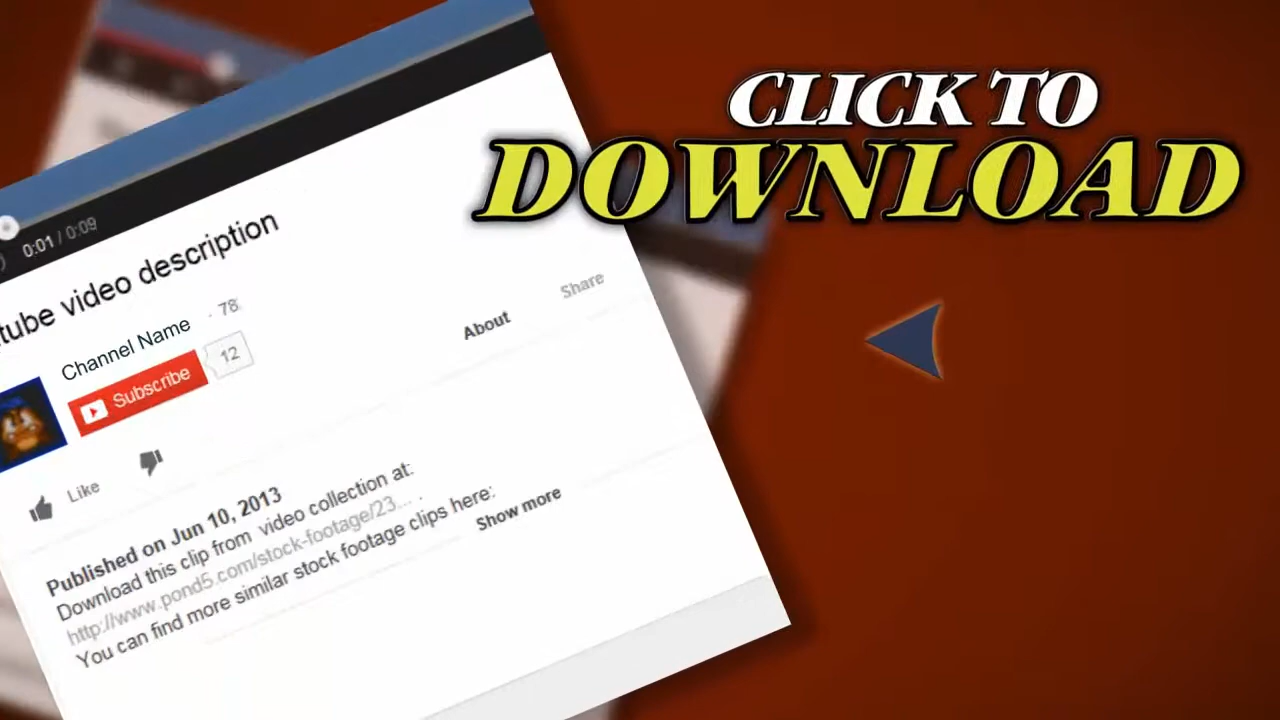 CLICK TO
DOWNLOAD
0:01 / 0:09
tube video description
Channel Name · 78
Subscribe 12
About Share
Like
Published on Jun 10, 2013
Download this clip from video collection at:
http://www.pond5.com/stock-footage/23... .
You can find more similar stock footage clips here:
Show more